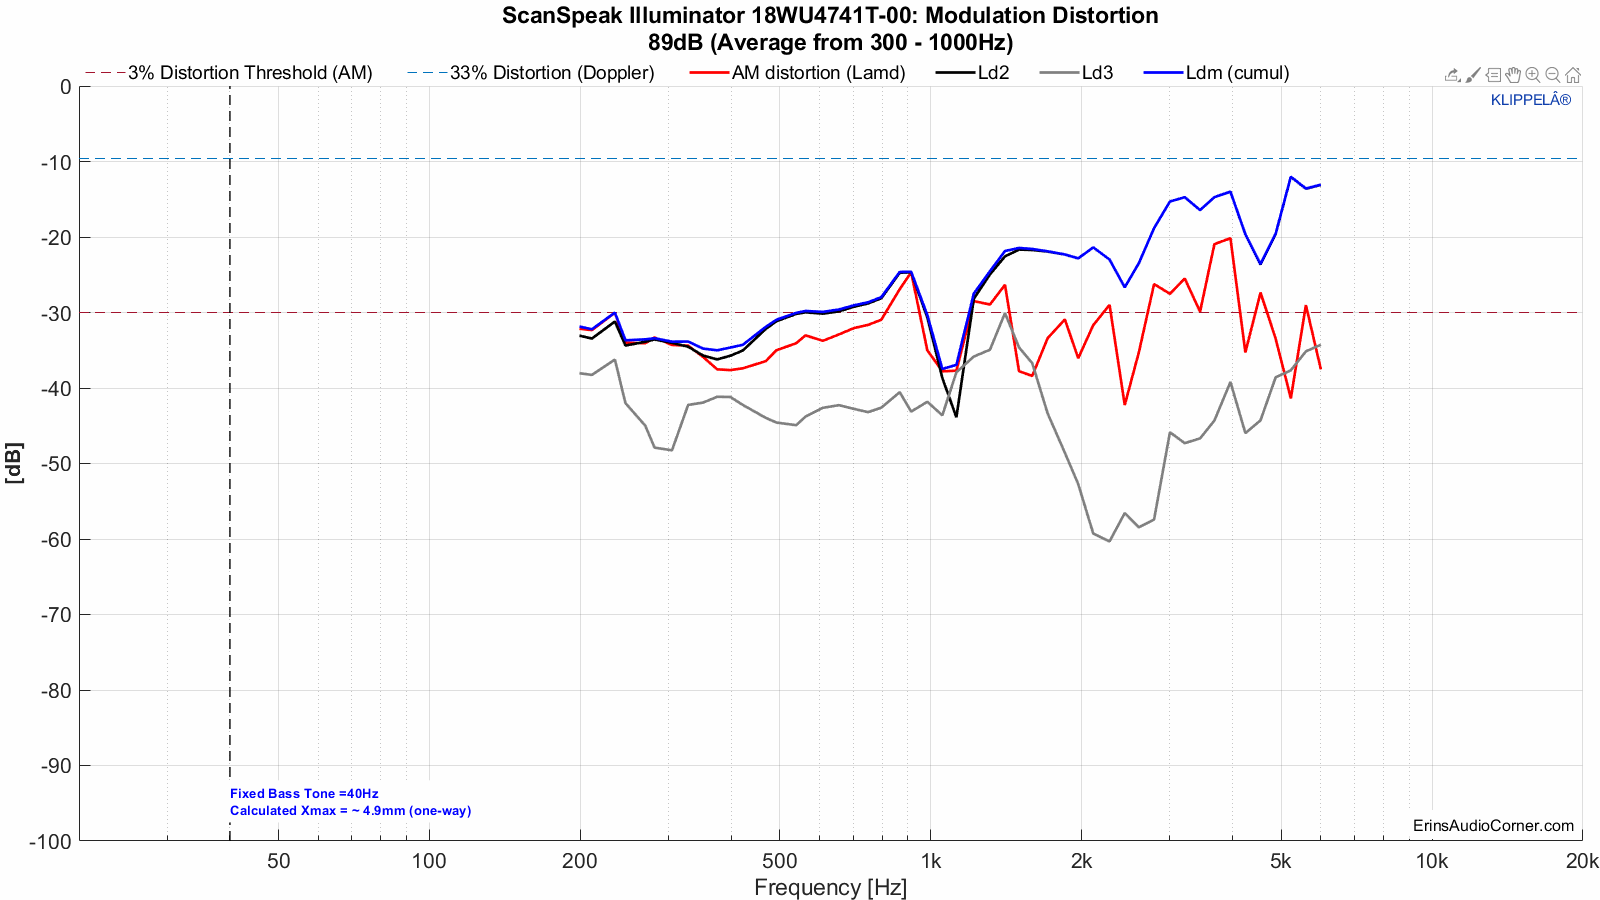 ScanSpeak Illuminator 18WU4741T-00: Modulation Distortion
89dB (Average from 300 - 1000Hz)
3% Distortion Threshold (AM) 33% Distortion (Doppler) AM distortion (Lamd) Ld2 Ld3 Ldm (cumul)
KLIPPELÂ®
0
-10
-20
-30
-40
-50
-60
-70
-80
-90
-100
[dB]
Fixed Bass Tone =40Hz
Calculated Xmax = ~ 4.9mm (one-way)
ErinsAudioCorner.com
50 100 200 500 1k 2k 5k 10k 20k
Frequency [Hz]